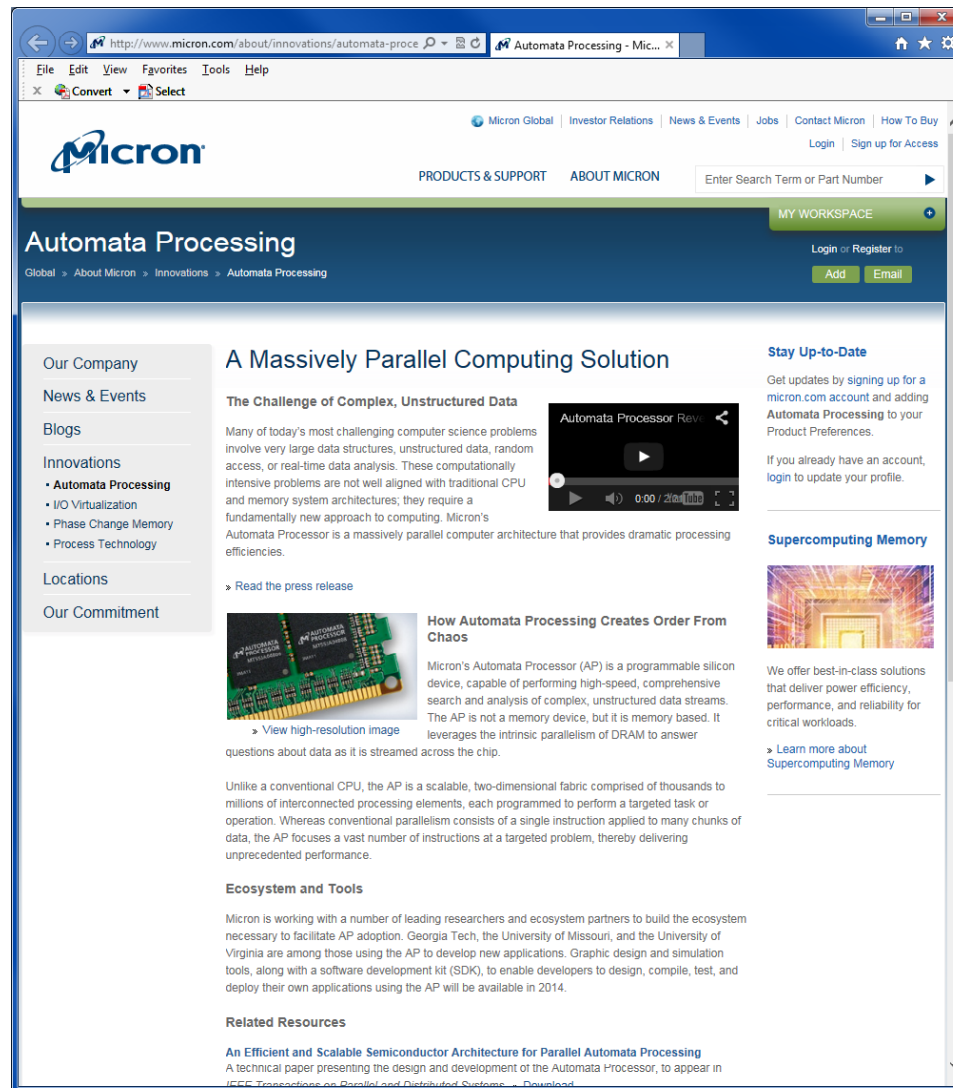 http://www.micron.com/about/innovations/automata-proce
Automata Processing - Mic...
File Edit View Favorites Tools Help
Convert Select
Micron Global | Investor Relations | News & Events | Jobs | Contact Micron | How To Buy
Login | Sign up for Access
Micron
PRODUCTS & SUPPORT ABOUT MICRON
Enter Search Term or Part Number
MY WORKSPACE
Automata Processing
Login or Register to
Global » About Micron » Innovations » Automata Processing
Add Email
Our Company
News & Events
Blogs
Innovations
▪ Automata Processing
▪ I/O Virtualization
▪ Phase Change Memory
▪ Process Technology
Locations
Our Commitment
A Massively Parallel Computing Solution
The Challenge of Complex, Unstructured Data
Many of today's most challenging computer science problems
involve very large data structures, unstructured data, random
access, or real-time data analysis. These computationally
intensive problems are not well aligned with traditional CPU
and memory system architectures; they require a
fundamentally new approach to computing. Micron's
Automata Processor is a massively parallel computer architecture that provides dramatic processing
efficiencies.
Automata Processor Reve
0:00 /
YouTube
» Read the press release
AUTOMATA PROCESSOR
AUTOMATA PROCESSOR
» View high-resolution image
How Automata Processing Creates Order From
Chaos
Micron's Automata Processor (AP) is a programmable silicon
device, capable of performing high-speed, comprehensive
search and analysis of complex, unstructured data streams.
The AP is not a memory device, but it is memory based. It
leverages the intrinsic parallelism of DRAM to answer
questions about data as it is streamed across the chip.
Unlike a conventional CPU, the AP is a scalable, two-dimensional fabric comprised of thousands to
millions of interconnected processing elements, each programmed to perform a targeted task or
operation. Whereas conventional parallelism consists of a single instruction applied to many chunks of
data, the AP focuses a vast number of instructions at a targeted problem, thereby delivering
unprecedented performance.
Ecosystem and Tools
Micron is working with a number of leading researchers and ecosystem partners to build the ecosystem
necessary to facilitate AP adoption. Georgia Tech, the University of Missouri, and the University of
Virginia are among those using the AP to develop new applications. Graphic design and simulation
tools, along with a software development kit (SDK), to enable developers to design, compile, test, and
deploy their own applications using the AP will be available in 2014.
Related Resources
An Efficient and Scalable Semiconductor Architecture for Parallel Automata Processing
A technical paper presenting the design and development of the Automata Processor, to appear in
IEEE Transactions on Parallel and Distributed Systems. » Download
Stay Up-to-Date
Get updates by signing up for a
micron.com account and adding
Automata Processing to your
Product Preferences.
If you already have an account,
login to update your profile.
Supercomputing Memory
We offer best-in-class solutions
that deliver power efficiency,
performance, and reliability for
critical workloads.
» Learn more about
Supercomputing Memory